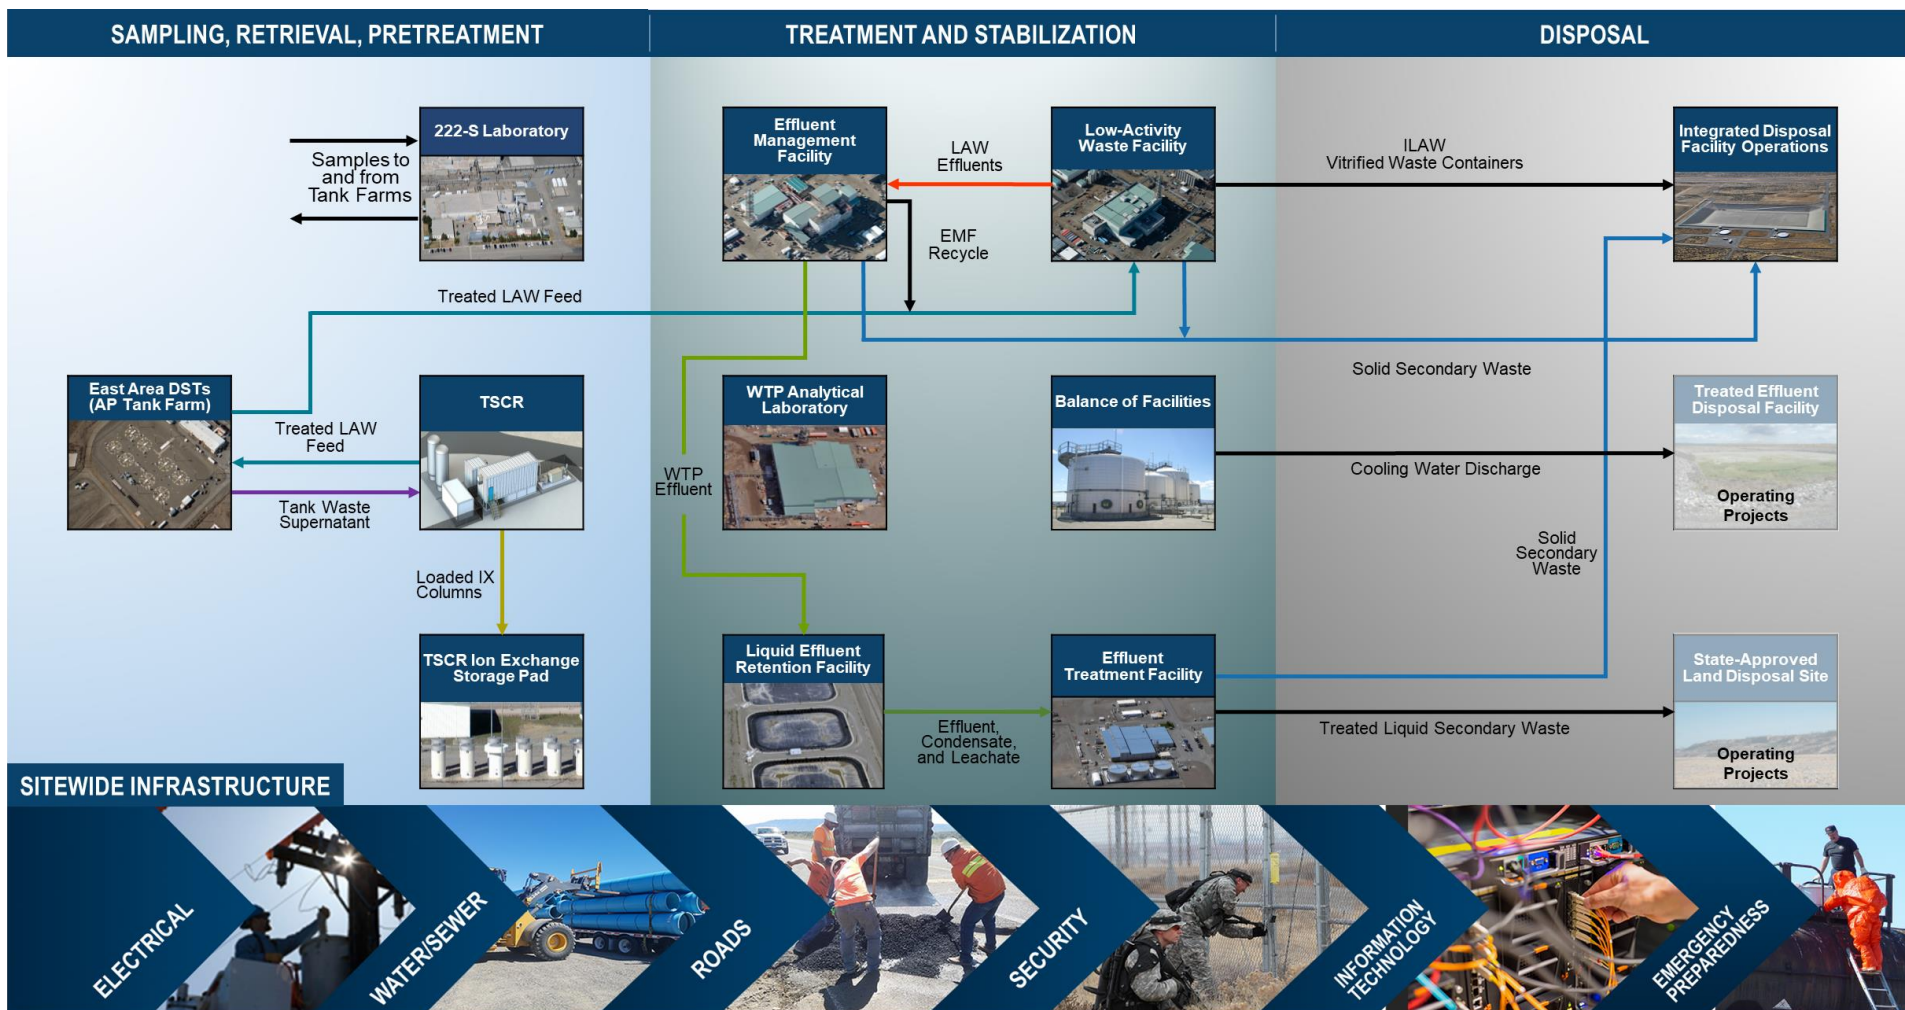 SAMPLING, RETRIEVAL, PRETREATMENT
TREATMENT AND STABILIZATION
DISPOSAL
222-S Laboratory
Samples to
and from
Tank Farms
Effluent
Management
Facility
LAW
Effluents
Low-Activity
Waste Facility
ILAW
Vitrified Waste Containers
Integrated Disposal
Facility Operations
EMF
Recycle
Treated LAW Feed
Solid Secondary Waste
East Area DSTs
(AP Tank Farm)
Treated LAW
Feed
Tank Waste
Supernatant
TSCR
WTP
Effluent
WTP Analytical
Laboratory
Balance of Facilities
Cooling Water Discharge
Treated Effluent
Disposal Facility
Operating
Projects
Loaded IX
Columns
Solid
Secondary
Waste
TSCR Ion Exchange
Storage Pad
Liquid Effluent
Retention Facility
Effluent,
Condensate,
and Leachate
Effluent
Treatment Facility
Treated Liquid Secondary Waste
State-Approved
Land Disposal Site
Operating
Projects
SITEWIDE INFRASTRUCTURE
ELECTRICAL
WATER/SEWER
ROADS
SECURITY
INFORMATION
TECHNOLOGY
EMERGENCY
PREPAREDNESS